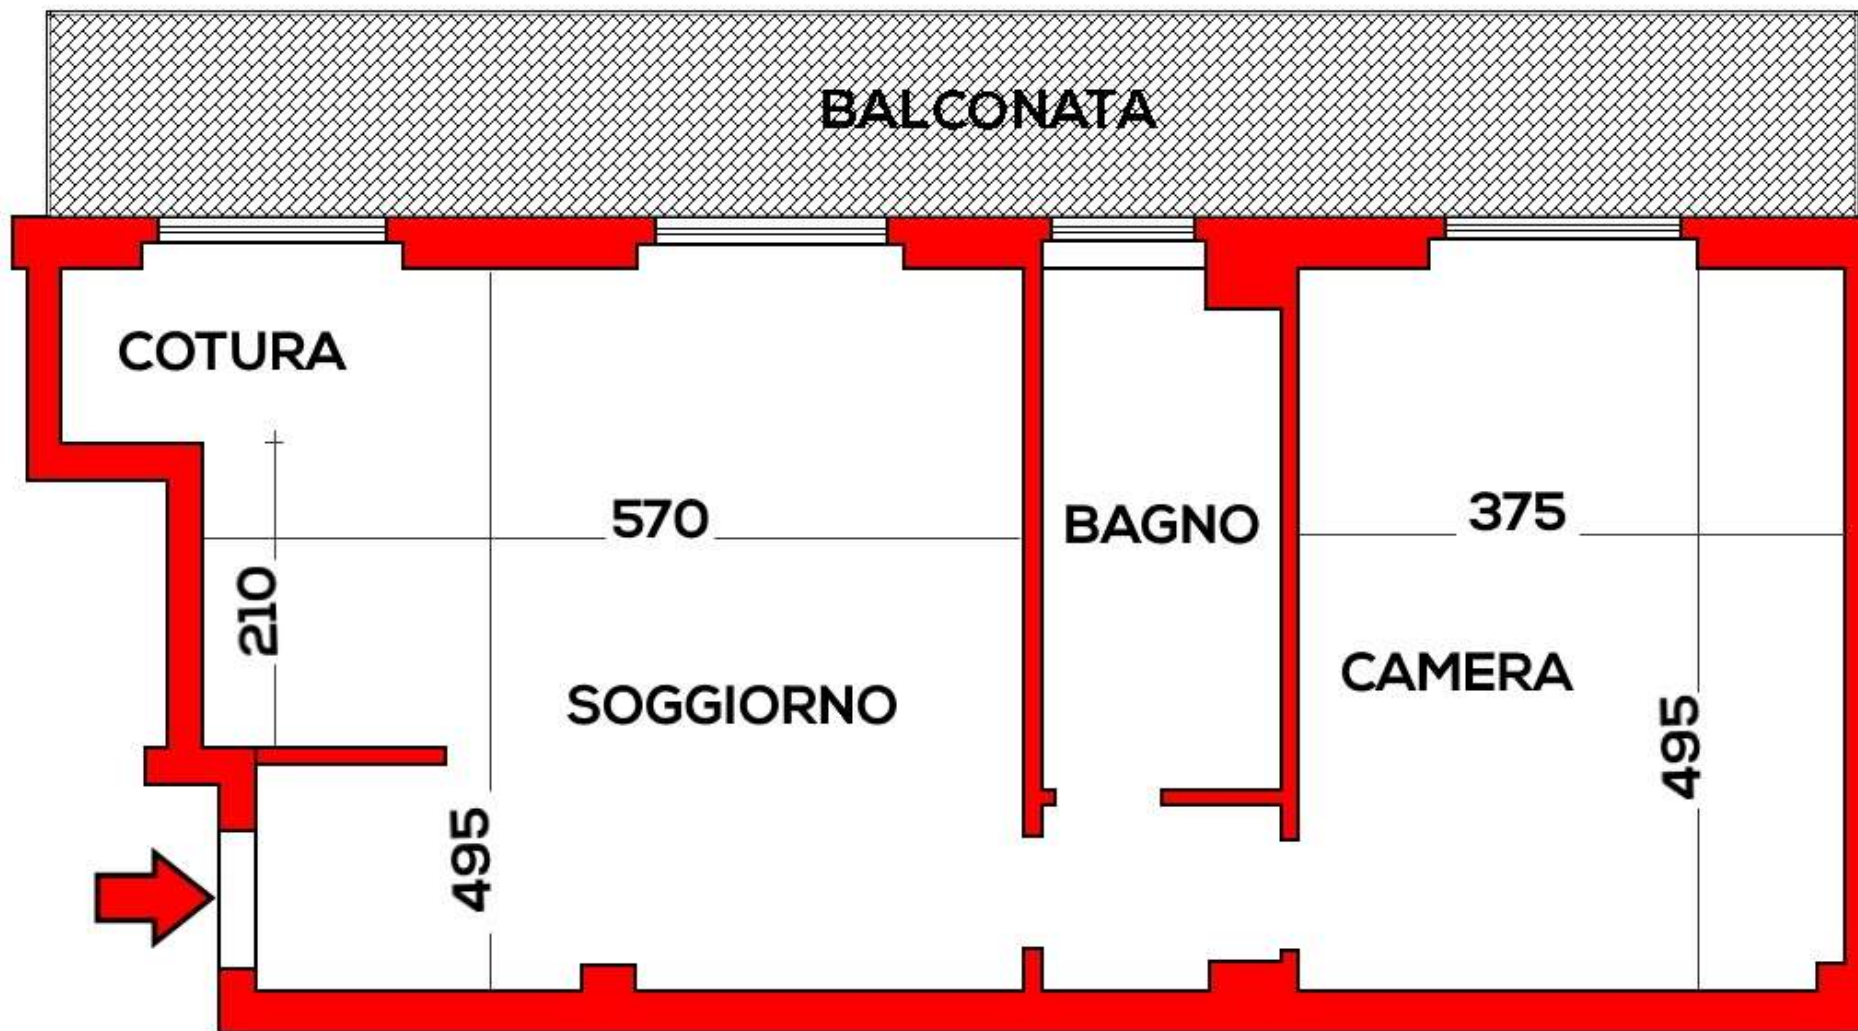 BALCONATA
COTURA
570
BAGNO
375
210
SOGGIORNO
CAMERA
495
495